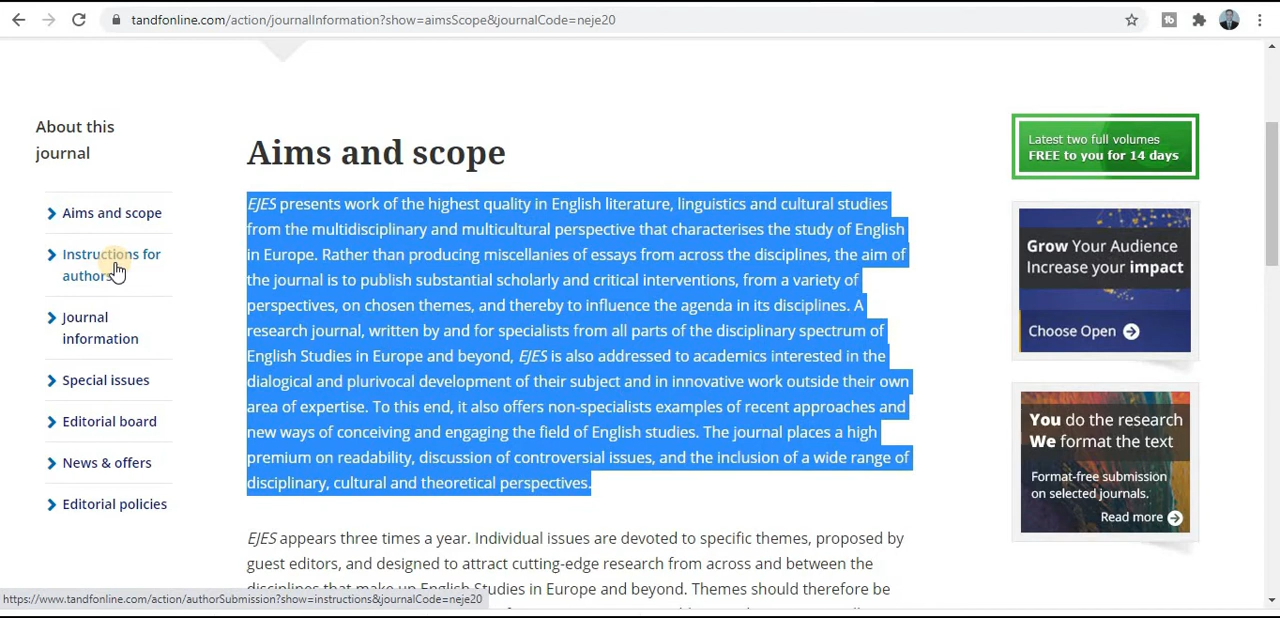 tandfonline.com/action/journalInformation?show=aimsScope&journalCode=neje20
About this
journal
Aims and scope
Instructions for
authors
Journal
information
Special issues
Editorial board
News & offers
Editorial policies
Aims and scope
EJES presents work of the highest quality in English literature, linguistics and cultural studies
from the multidisciplinary and multicultural perspective that characterises the study of English
in Europe. Rather than producing miscellanies of essays from across the disciplines, the aim of
the journal is to publish substantial scholarly and critical interventions, from a variety of
perspectives, on chosen themes, and thereby to influence the agenda in its disciplines. A
research journal, written by and for specialists from all parts of the disciplinary spectrum of
English Studies in Europe and beyond, EJES is also addressed to academics interested in the
dialogical and plurivocal development of their subject and in innovative work outside their own
area of expertise. To this end, it also offers non-specialists examples of recent approaches and
new ways of conceiving and engaging the field of English studies. The journal places a high
premium on readability, discussion of controversial issues, and the inclusion of a wide range of
disciplinary, cultural and theoretical perspectives.
EJES appears three times a year. Individual issues are devoted to specific themes, proposed by
guest editors, and designed to attract cutting-edge research from across and between the
disciplines that make up English Studies in Europe and beyond. Themes should therefore be
Latest two full volumes
FREE to you for 14 days
Grow Your Audience
Increase your impact
Choose Open
You do the research
We format the text
Format-free submission
on selected journals.
Read more
https://www.tandfonline.com/action/authorSubmission?show=instructions&journalCode=neje20